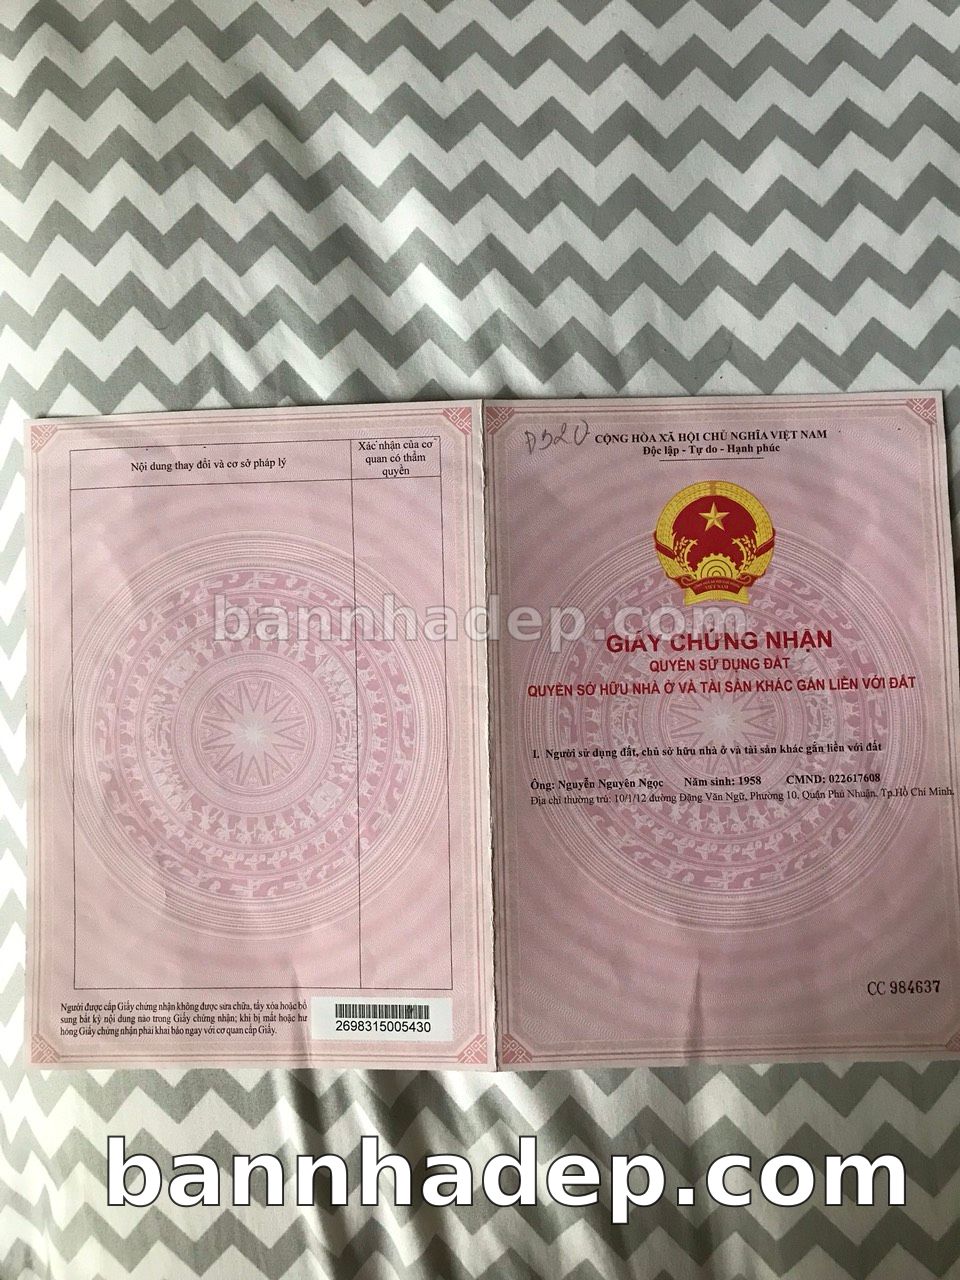 Nội dung thay đổi và cơ sở pháp lý
Xác nhận của cơ
quan có thẩm
quyền
Người được cấp Giấy chứng nhận không được sửa chữa, tẩy xóa hoặc bổ
sung bất kỳ nội dung nào trong Giấy chứng nhận; khi bị mất hoặc hư
hỏng Giấy chứng nhận phải khai báo ngay với cơ quan cấp Giấy.
2698315005430
CỘNG HÒA XÃ HỘI CHỦ NGHĨA VIỆT NAM
Độc lập - Tự do - Hạnh phúc
VIỆT NAM
bannhadep.com
GIẤY CHỨNG NHẬN
QUYỀN SỬ DỤNG ĐẤT
QUYỀN SỞ HỮU NHÀ Ở VÀ TÀI SẢN KHÁC GẮN LIỀN VỚI ĐẤT
I. Người sử dụng đất, chủ sở hữu nhà ở và tài sản khác gắn liền với đất
Ông: Nguyễn Nguyên Ngọc Năm sinh: 1958 CMND: 022617608
Địa chỉ thường trú: 10/1/12 đường Đặng Văn Ngữ, Phường 10, Quận Phú Nhuận, Tp.Hồ Chí Minh.
CC 984637
bannhadep.com